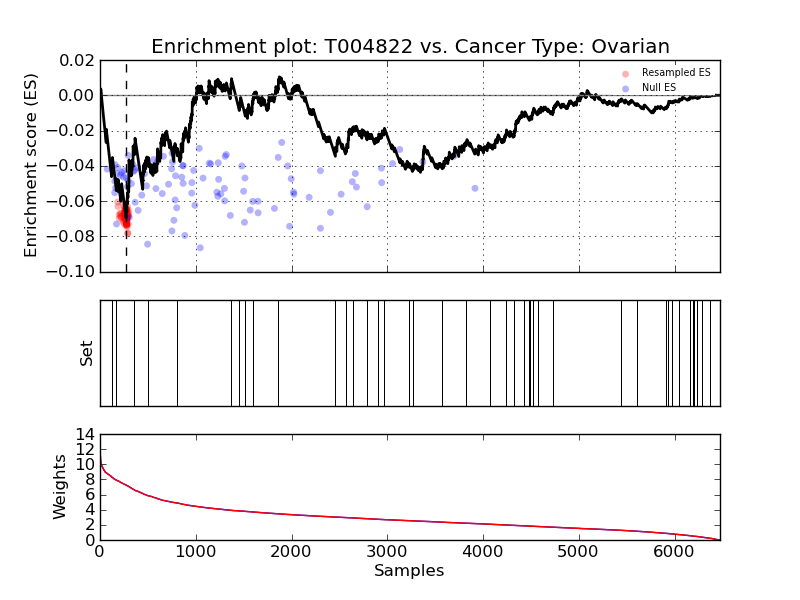 Enrichment plot: T004822 vs. Cancer Type: Ovarian
Enrichment score (ES)
0.02
0.00
−0.02
−0.04
−0.06
−0.08
−0.10
Resampled ES
Null ES
Set
Weights
14
12
10
8
6
4
2
0
0 1000 2000 3000 4000 5000 6000
Samples